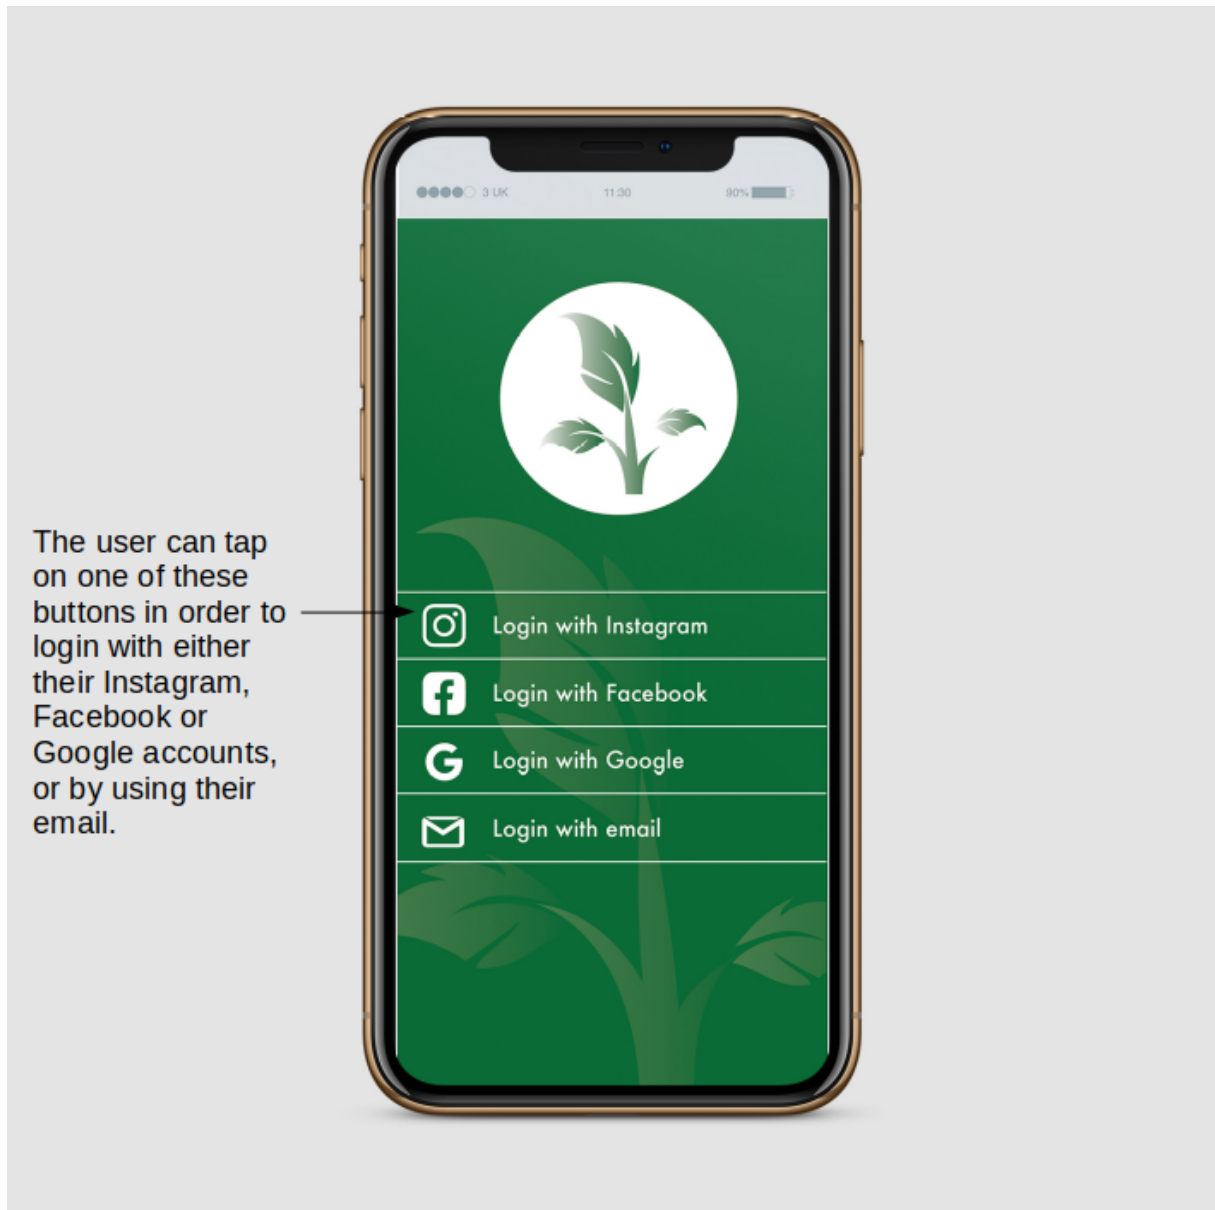 3 UK 11:30 90%
The user can tap
on one of these
buttons in order to
login with either
their Instagram,
Facebook or
Google accounts,
or by using their
email.
Login with Instagram
Login with Facebook
Login with Google
Login with email